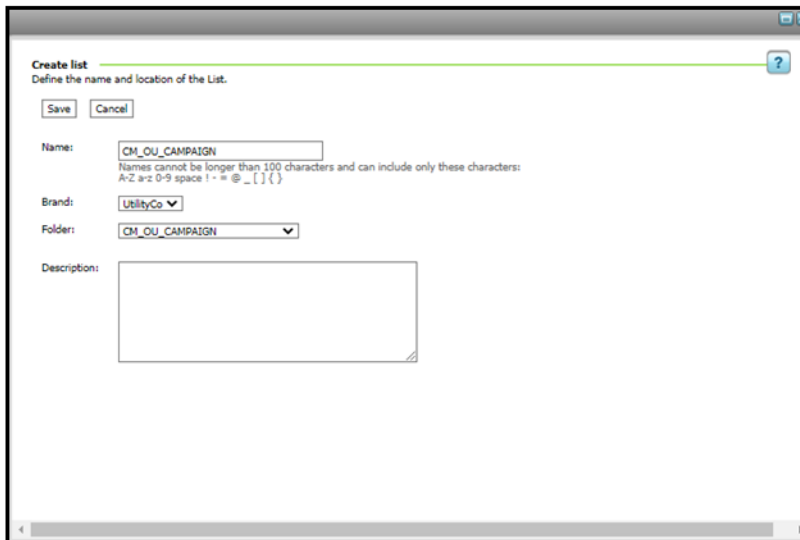 Create list
?
Define the name and location of the List.
Save Cancel
Name: CM_OU_CAMPAIGN
Names cannot be longer than 100 characters and can include only these characters:
A-Z a-z 0-9 space ! - = @ _ [ ] { }
Brand: UtilityCo
Folder: CM_OU_CAMPAIGN
Description: